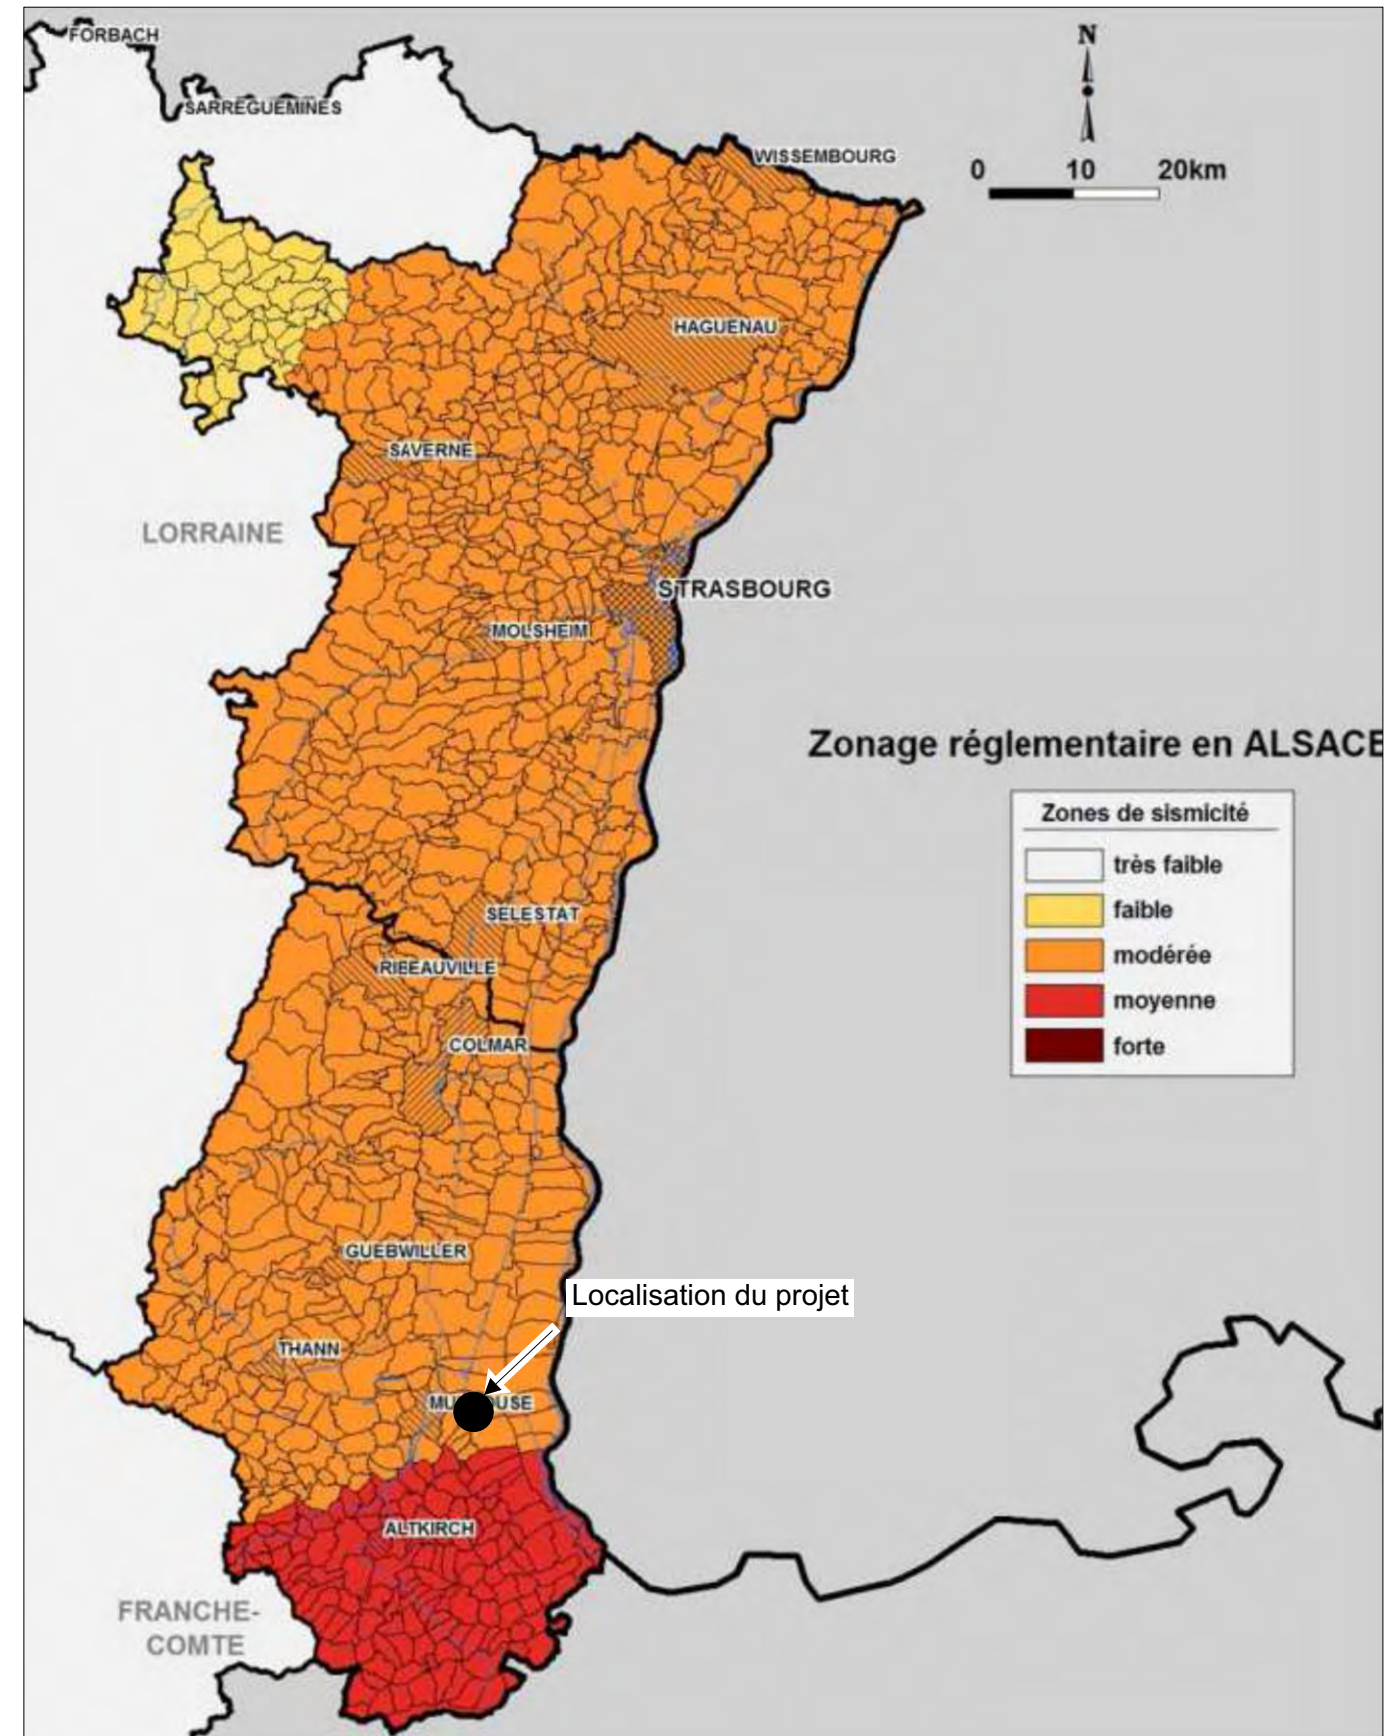 FORBACH
N
SARREGUEMINES
WISSEMBOURG
0 10 20km
HAGUENAU
SAVERNE
LORRAINE
STRASBOURG
MOLSHEIM
Zonage réglementaire en ALSACE
Zones de sismicité
très faible
faible
modérée
moyenne
forte
SELESTAT
RIBEAUVILLE
COLMAR
GUEBWILLER
Localisation du projet
THANN
ALTKIRCH
FRANCHE-
COMTE